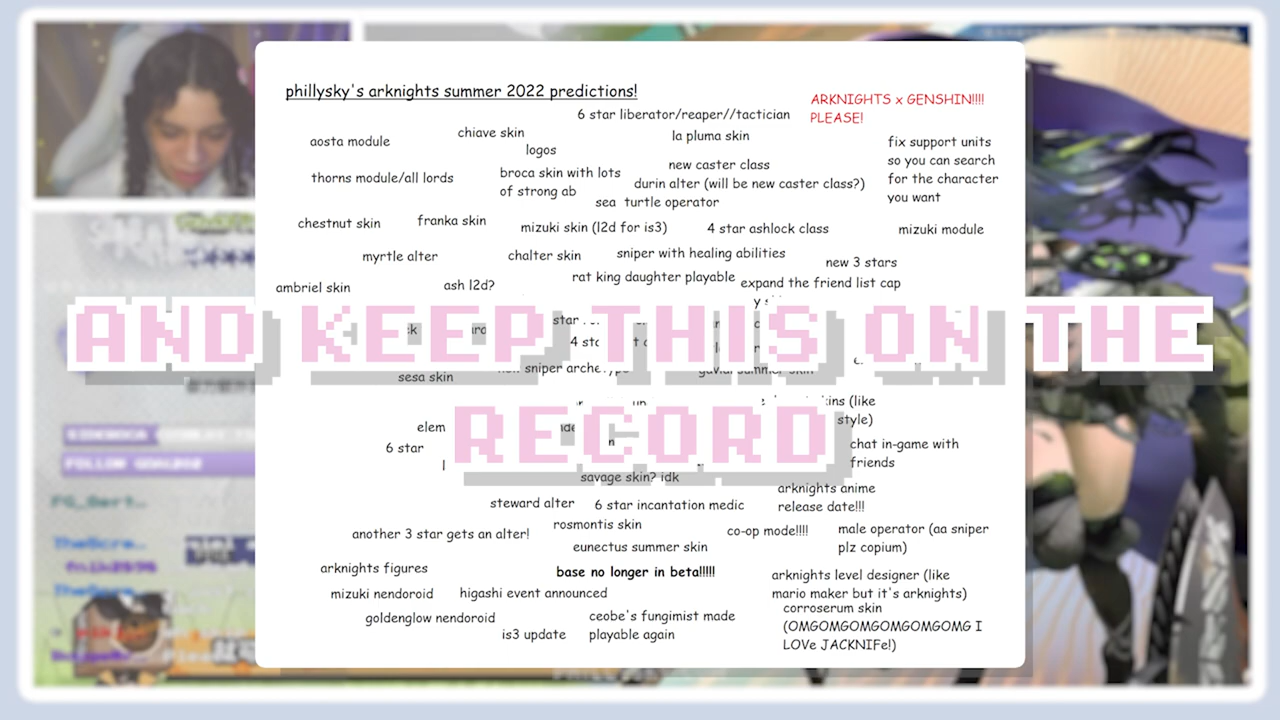 phillysky's arknights summer 2022 predictions!
ARKNIGHTS x GENSHIN!!!!
PLEASE!
6 star liberator/reaper//tactician
aosta module
chiave skin
la pluma skin
logos
fix support units
so you can search
for the character
you want
thorns module/all lords
broca skin with lots
of strong ab
new caster class
durin alter (will be new caster class?)
sea turtle operator
chestnut skin
franka skin
mizuki skin (l2d for is3)
4 star ashlock class
mizuki module
myrtle alter
chalter skin
sniper with healing abilities
new 3 stars
rat king daughter playable
expand the friend list cap
ambriel skin
ash l2d?
AND KEEP THIS ON THE
RECORD
star
sniper
sesa skin
skins (like
style)
elem
6 star
chat in-game with
friends
savage skin? idk
arknights anime
release date!!!
steward alter
6 star incantation medic
another 3 star gets an alter!
rosmontis skin
co-op mode!!!!
male operator (aa sniper
plz copium)
eunectus summer skin
arknights figures
base no longer in beta!!!!!
arknights level designer (like
mario maker but it's arknights)
mizuki nendoroid
higashi event announced
goldenglow nendoroid
ceobe's fungimist made
playable again
is3 update
corroserum skin
(OMGOMGOMGOMGOMGOMG I
LOVe JACKNIFe!)